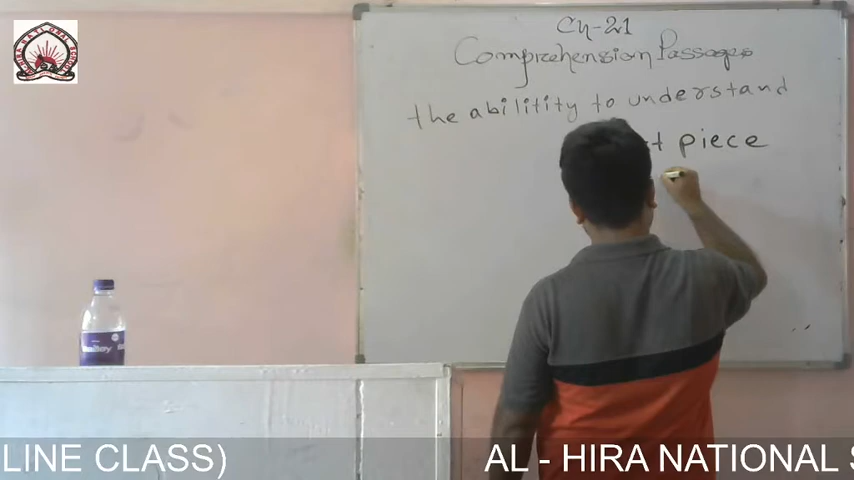 Ch-21
Comprehension Passages
the abilitity to understand
piece
LINE CLASS)
AL - HIRA NATIONAL S